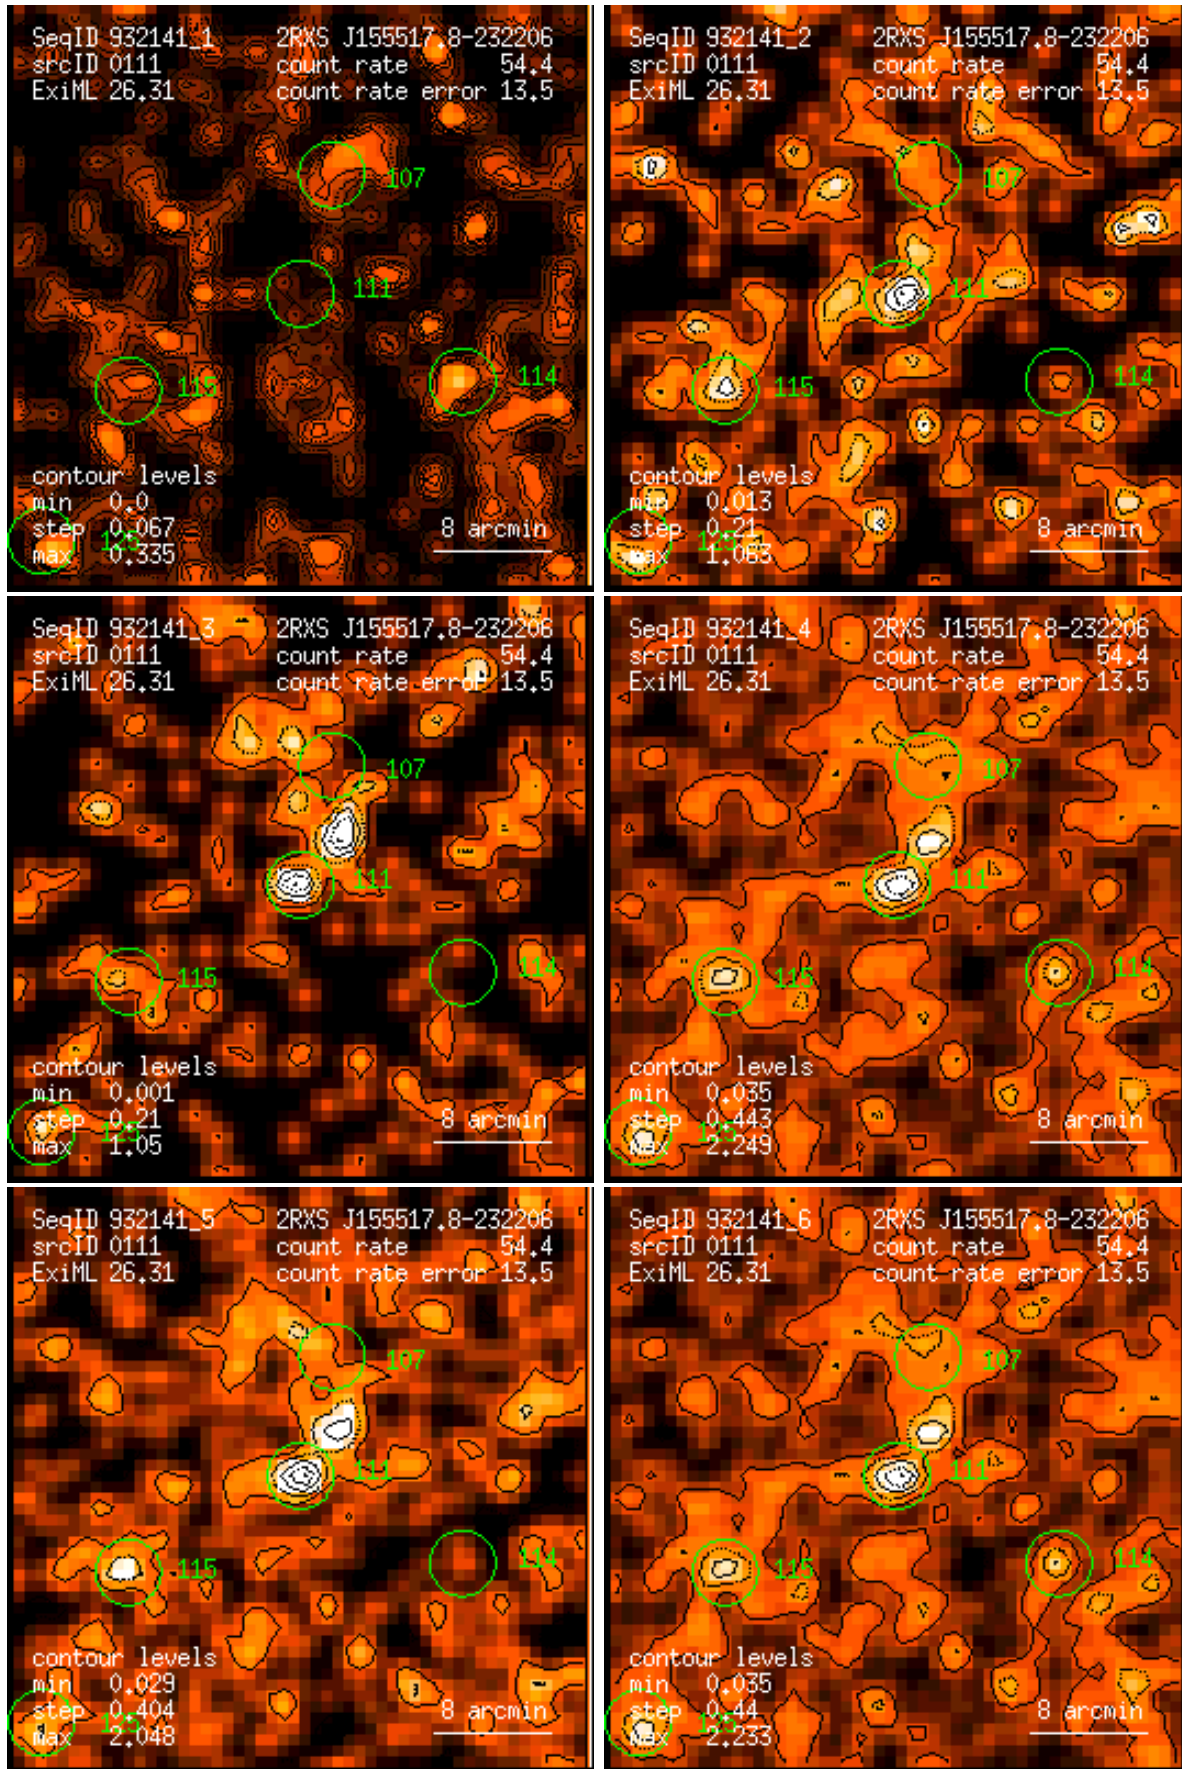 SeqID 932141_1 2RXS J155517.8-232206
srcID 0111 count rate 54.4
ExiML 26.31 count rate error 13.5
107
111
114
115
contour levels
min 0.0
step 0.067
max 0.335
125
8 arcmin
SeqID 932141_2 2RXS J155517.8-232206
srcID 0111 count rate 54.4
ExiML 26.31 count rate error 13.5
107
111
114
115
contour levels
min 0.013
step 0.21
max 1.063
125
8 arcmin
SeqID 932141_3 2RXS J155517.8-232206
srcID 0111 count rate 54.4
ExiML 26.31 count rate error 13.5
107
111
114
115
contour levels
min 0.001
step 0.21
max 1.05
125
8 arcmin
SeqID 932141_4 2RXS J155517.8-232206
srcID 0111 count rate 54.4
ExiML 26.31 count rate error 13.5
107
111
114
115
contour levels
min 0.035
step 0.443
max 2.249
125
8 arcmin
SeqID 932141_5 2RXS J155517.8-232206
srcID 0111 count rate 54.4
ExiML 26.31 count rate error 13.5
107
111
114
115
contour levels
min 0.029
step 0.404
max 2.048
125
8 arcmin
SeqID 932141_6 2RXS J155517.8-232206
srcID 0111 count rate 54.4
ExiML 26.31 count rate error 13.5
107
111
114
115
contour levels
min 0.035
step 0.44
max 2.233
125
8 arcmin